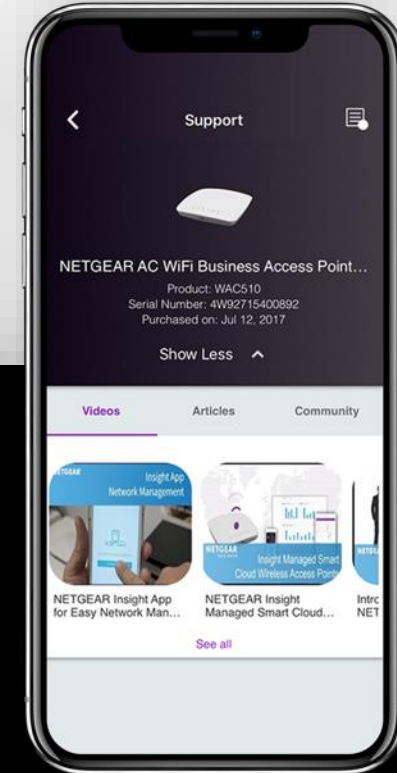 Support
NETGEAR AC WiFi Business Access Point...
Product: WAC510
Serial Number: 4W92715400892
Purchased on: Jul 12, 2017
Show Less
Videos
Articles
Community
NETGEAR
Insight App
Network Management
NETGEAR
Insight Managed Smart
Cloud Wireless Access Points
NETGEAR Insight App
for Easy Network Man...
NETGEAR Insight
Managed Smart Cloud...
Intro
NET
See all